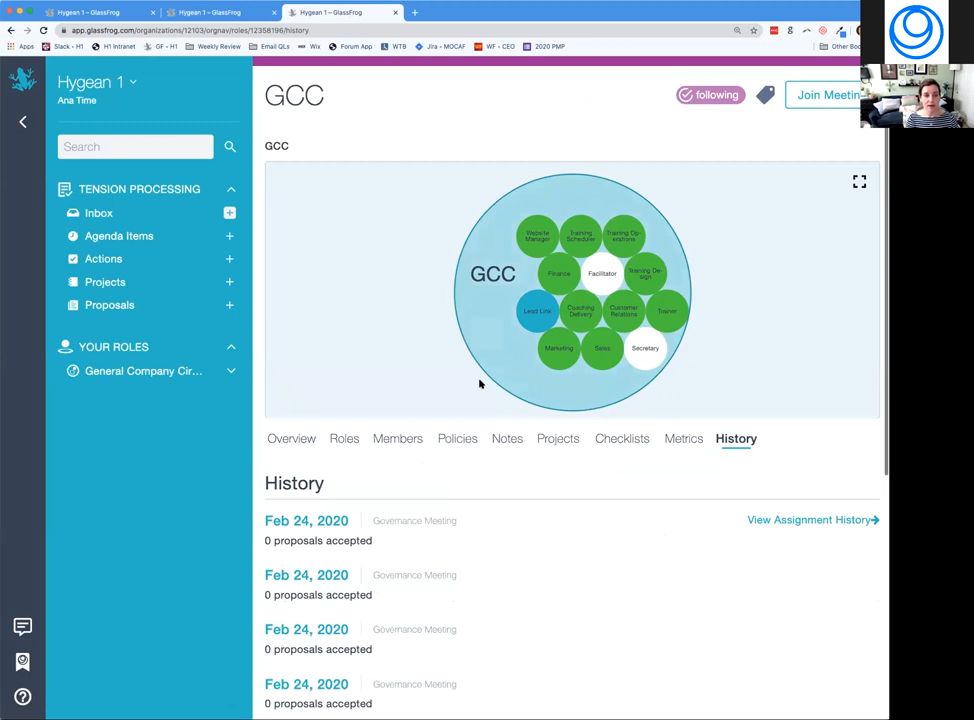 Hygean 1 – GlassFrog
Hygean 1 – GlassFrog
Hygean 1 – GlassFrog
app.glassfrog.com/organizations/12103/orgnav/roles/12358196/history
Apps
Slack - H1
H1 Intranet
GF - H1
Weekly Review
Email QLs
Wix
Forum App
WTB
Jira - MOCAF
WF - CEO
2020 PMP
Other Boo
Hygean 1
Ana Time
Search
TENSION PROCESSING
Inbox
Agenda Items
Actions
Projects
Proposals
YOUR ROLES
General Company Cir...
GCC
following
Join Meetin
GCC
GCC
Website Manager
Training Scheduler
Training Op-
erations
Finance
Facilitator
Training De-
sign
Lead Link
Coaching Delivery
Customer Relations
Trainer
Marketing
Sales
Secretary
Overview
Roles
Members
Policies
Notes
Projects
Checklists
Metrics
History
History
Feb 24, 2020
Governance Meeting
View Assignment History
0 proposals accepted
Feb 24, 2020
Governance Meeting
0 proposals accepted
Feb 24, 2020
Governance Meeting
0 proposals accepted
Feb 24, 2020
Governance Meeting
0 proposals accepted